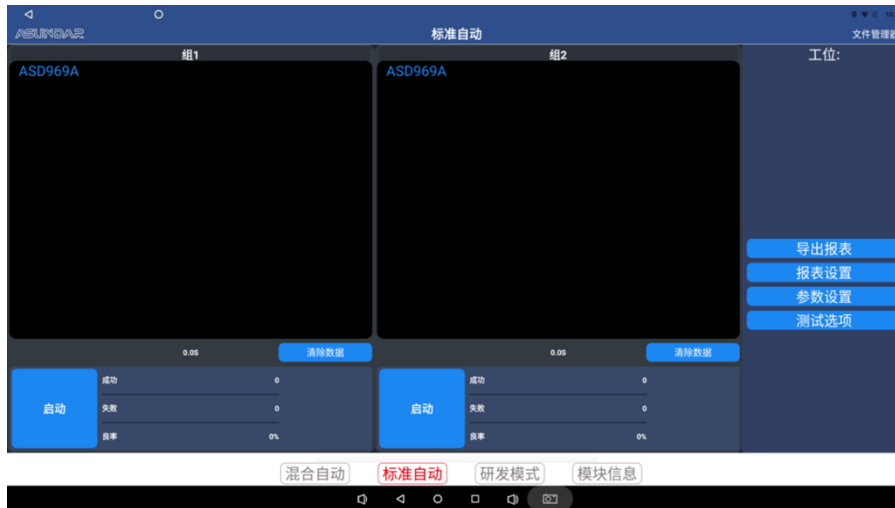 ASUNDAR
标准自动
文件管理器
组1
组2
工位:
ASD969A
ASD969A
导出报表
报表设置
参数设置
测试选项
0.0S
清除数据
0.0S
清除数据
启动
成功 0
失败 0
良率 0%
启动
成功 0
失败 0
良率 0%
混合自动
标准自动
研发模式
模块信息